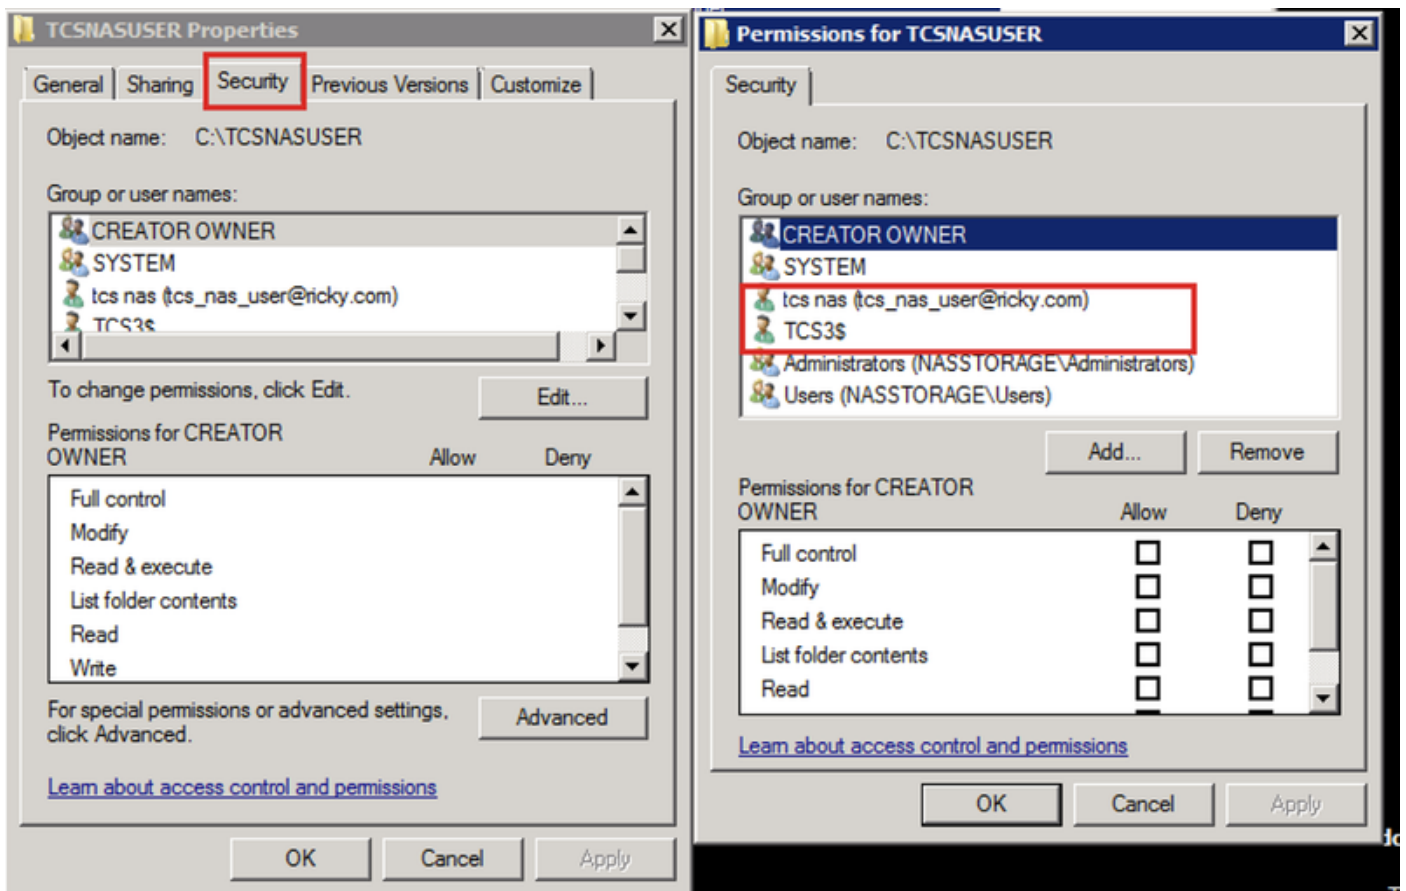 TCSNASUSER Properties
General Sharing Security Previous Versions Customize
Object name: C:\TCSNASUSER
Group or user names:
CREATOR OWNER
SYSTEM
tcs nas (tcs_nas_user@ricky.com)
TCS3$
To change permissions, click Edit.
Edit...
Permissions for CREATOR
OWNER Allow Deny
Full control
Modify
Read & execute
List folder contents
Read
Write
For special permissions or advanced settings,
click Advanced.
Advanced
Learn about access control and permissions
OK Cancel Apply
Permissions for TCSNASUSER
Security
Object name: C:\TCSNASUSER
Group or user names:
CREATOR OWNER
SYSTEM
tcs nas (tcs_nas_user@ricky.com)
TCS3$
Administrators (NASSTORAGE\Administrators)
Users (NASSTORAGE\Users)
Add... Remove
Permissions for CREATOR
OWNER Allow Deny
Full control
Modify
Read & execute
List folder contents
Read
Learn about access control and permissions
OK Cancel Apply